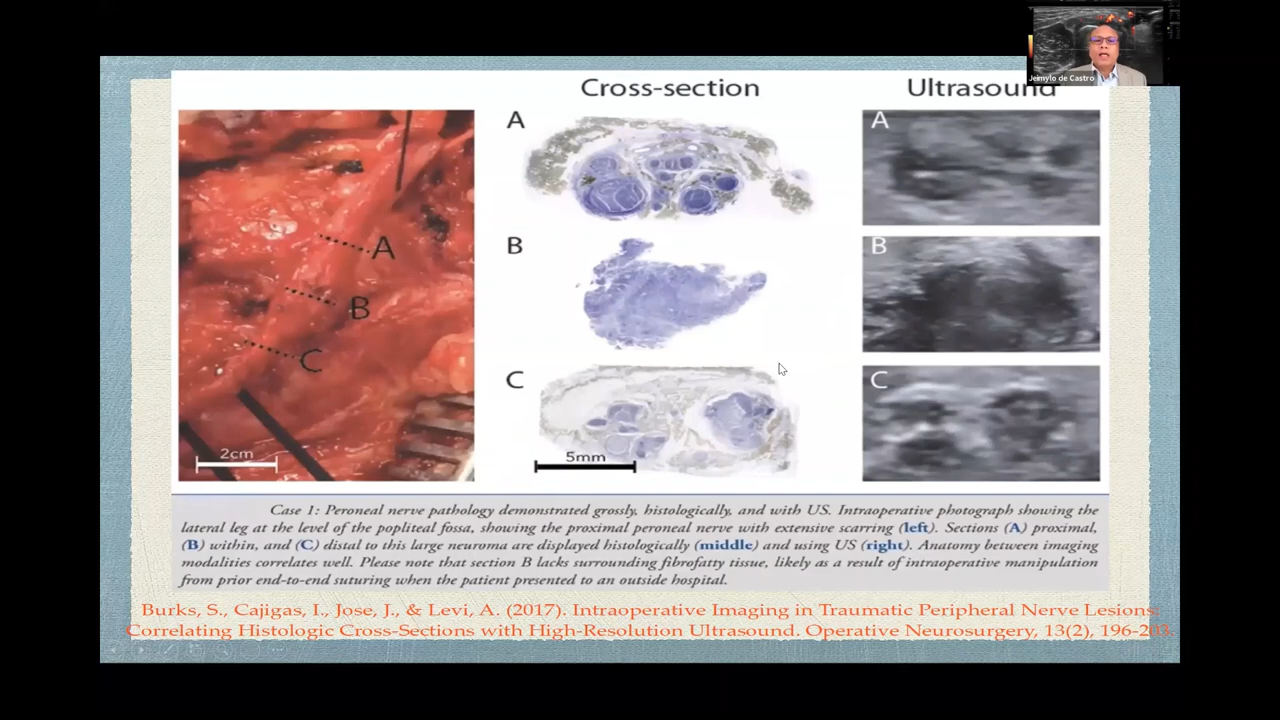 Jeimylo de Castro
Cross-section
Ultrasound
A
B
C
2cm
A
B
C
5mm
A
B
C
Case 1: Peroneal nerve pathology demonstrated grossly, histologically, and with US. Intraoperative photograph showing the
lateral leg at the level of the popliteal fossa, showing the proximal peroneal nerve with extensive scarring (left). Sections (A) proximal,
(B) within, and (C) distal to this large neuroma are displayed histologically (middle) and using US (right). Anatomy between imaging
modalities correlates well. Please note that section B lacks surrounding fibrofatty tissue, likely as a result of intraoperative manipulation
from prior end-to-end suturing when the patient presented to an outside hospital.
Burks, S., Cajigas, I., Jose, J., & Levi, A. (2017). Intraoperative Imaging in Traumatic Peripheral Nerve Lesions:
Correlating Histologic Cross-Sections with High-Resolution Ultrasound. Operative Neurosurgery, 13(2), 196-203.